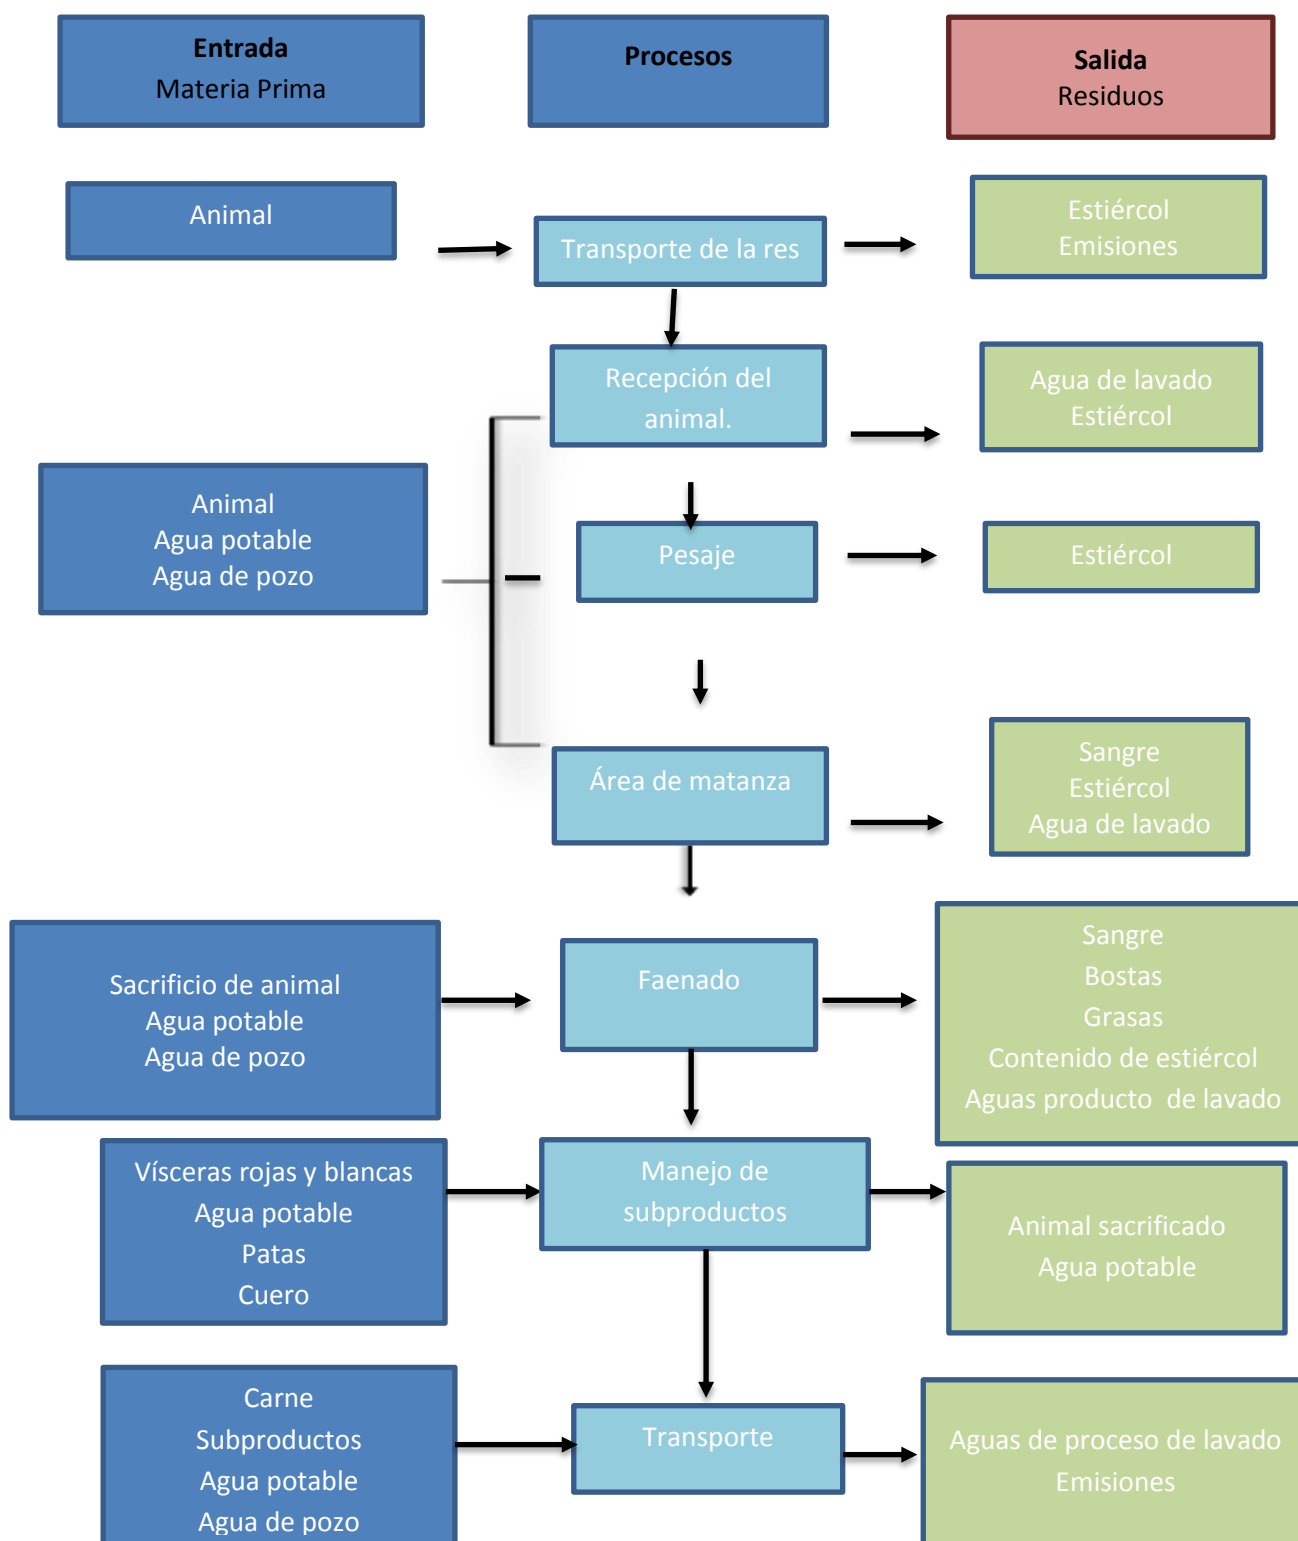 Entrada
Materia Prima
Procesos
Salida
Residuos
Animal
Transporte de la res
Estiércol
Emisiones
Recepción del
animal.
Agua de lavado
Estiércol
Animal
Agua potable
Agua de pozo
Pesaje
Estiércol
Área de matanza
Sangre
Estiércol
Agua de lavado
Sacrificio de animal
Agua potable
Agua de pozo
Faenado
Sangre
Bostas
Grasas
Contenido de estiércol
Aguas producto de lavado
Vísceras rojas y blancas
Agua potable
Patas
Cuero
Manejo de
subproductos
Animal sacrificado
Agua potable
Carne
Subproductos
Agua potable
Agua de pozo
Transporte
Aguas de proceso de lavado
Emisiones